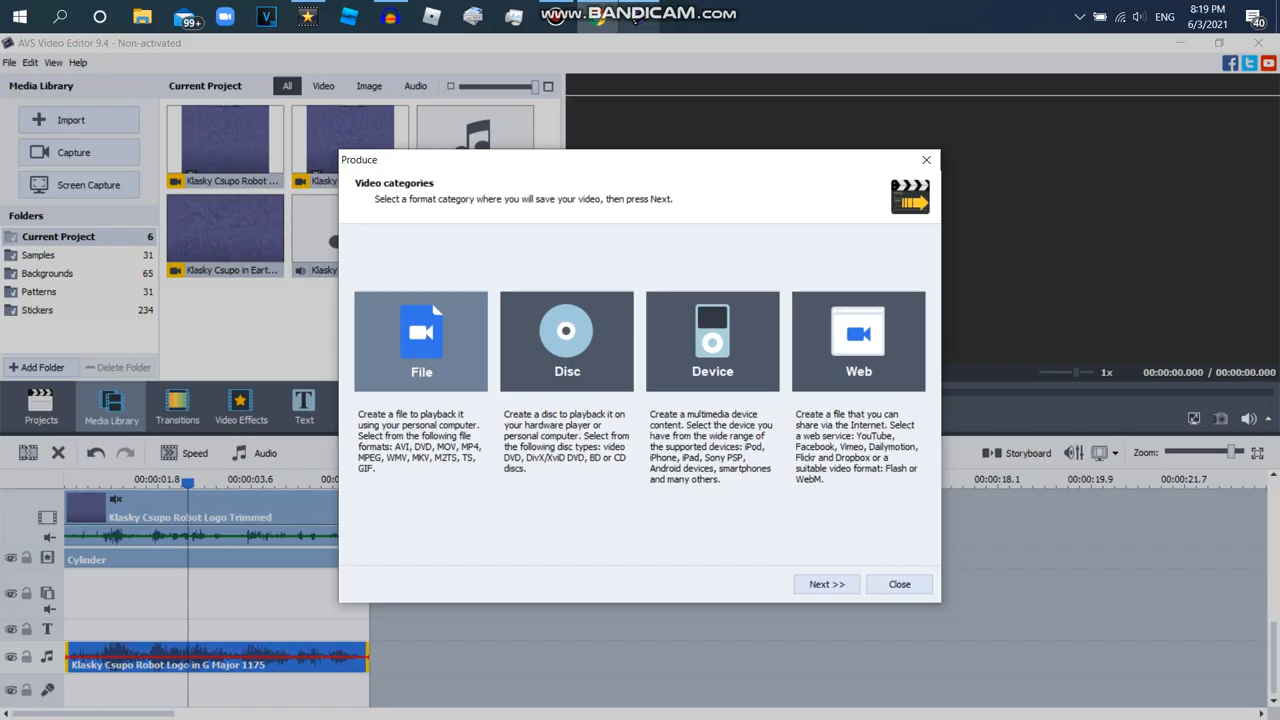 99+
www.BANDICAM.com
ENG
8:19 PM
6/3/2021
40
AVS Video Editor 9.4 - Non-activated
File Edit View Help
Media Library
Import
Capture
Screen Capture
Folders
Current Project 6
Samples 31
Backgrounds 65
Patterns 31
Stickers 234
Add Folder
Delete Folder
Current Project
All
Video
Image
Audio
Klasky Csupo Robot ...
Klasky
Klasky Csupo in Eart...
Klasky
Produce
Video categories
Select a format category where you will save your video, then press Next.
File
Create a file to playback it
using your personal computer.
Select from the following file
formats: AVI, DVD, MOV, MP4,
MPEG, WMV, MKV, M2TS, TS,
GIF.
Disc
Create a disc to playback it on
your hardware player or
personal computer. Select from
the following disc types: video
DVD, DivX/XviD DVD, BD or CD
discs.
Device
Create a multimedia device
content. Select the device you
have from the wide range of
the supported devices: iPod,
iPhone, iPad, Sony PSP,
Android devices, smartphones
and many others.
Web
Create a file that you can
share via the Internet. Select
a web service: YouTube,
Facebook, Vimeo, Dailymotion,
Flickr and Dropbox or a
suitable video format: Flash or
WebM.
Next >>
Close
1x
00:00:00.000 / 00:00:00.000
Projects
Media Library
Transitions
Video Effects
Text
Speed
Audio
Storyboard
Zoom:
00:00:01.8
00:00:03.6
00:00:18.1
00:00:19.9
00:00:21.7
Klasky Csupo Robot Logo Trimmed
Cylinder
T
Klasky Csupo Robot Logo in G Major 1175